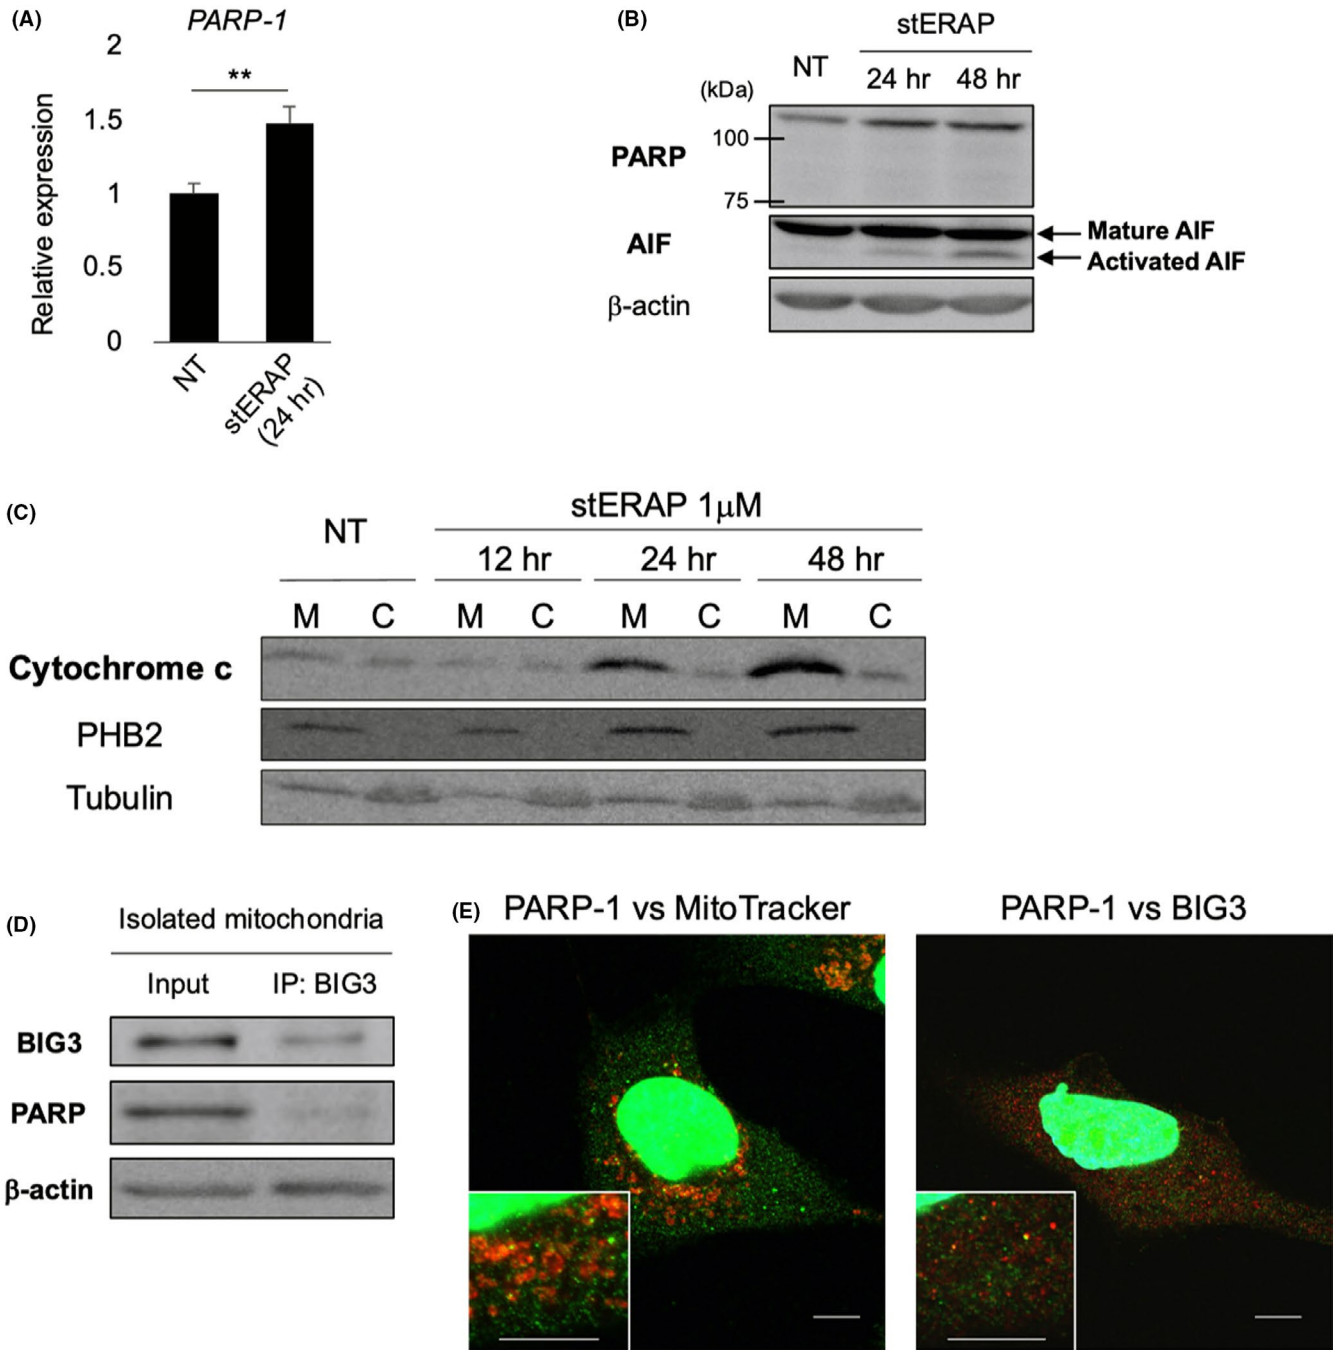 (A)
PARP-1
2
1.5
1
0.5
0
Relative expression
**
NT
stERAP
(24 hr)
(B)
stERAP
NT
24 hr
48 hr
(kDa)
100
75
PARP
AIF
β-actin
Mature AIF
Activated AIF
(C)
stERAP 1μM
NT
12 hr
24 hr
48 hr
M C M C M C M C
Cytochrome c
PHB2
Tubulin
(D)
Isolated mitochondria
Input
IP: BIG3
BIG3
PARP
β-actin
(E)
PARP-1 vs MitoTracker
PARP-1 vs BIG3